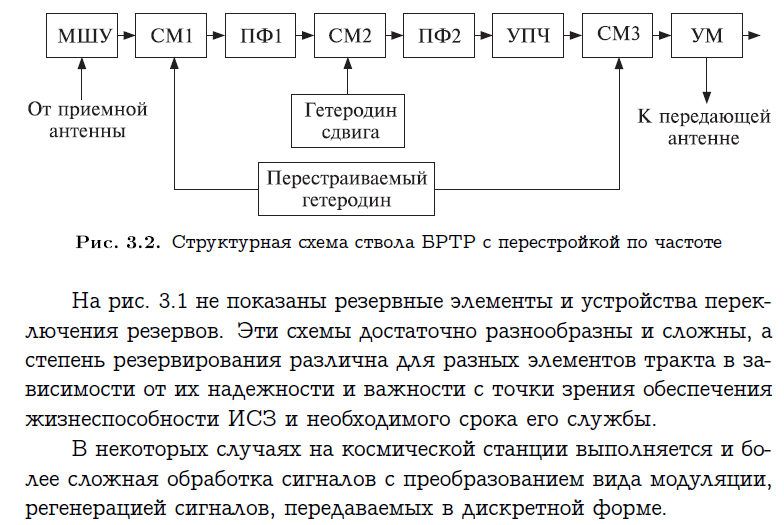 МШУ СМ1 ПФ1 СМ2 ПФ2 УПЧ СМ3 УМ
От приемной
антенны
Гетеродин
сдвига
К передающей
антенне
Перестраиваемый
гетеродин
Рис. 3.2. Структурная схема ствола БРТР с перестройкой по частоте
На рис. 3.1 не показаны резервные элементы и устройства перек-
лючения резервов. Эти схемы достаточно разнообразны и сложны, а
степень резервирования различна для разных элементов тракта в за-
висимости от их надежности и важности с точки зрения обеспечения
жизнеспособности ИСЗ и необходимого срока его службы.
В некоторых случаях на космической станции выполняется и бо-
лее сложная обработка сигналов с преобразованием вида модуляции,
регенерацией сигналов, передаваемых в дискретной форме.